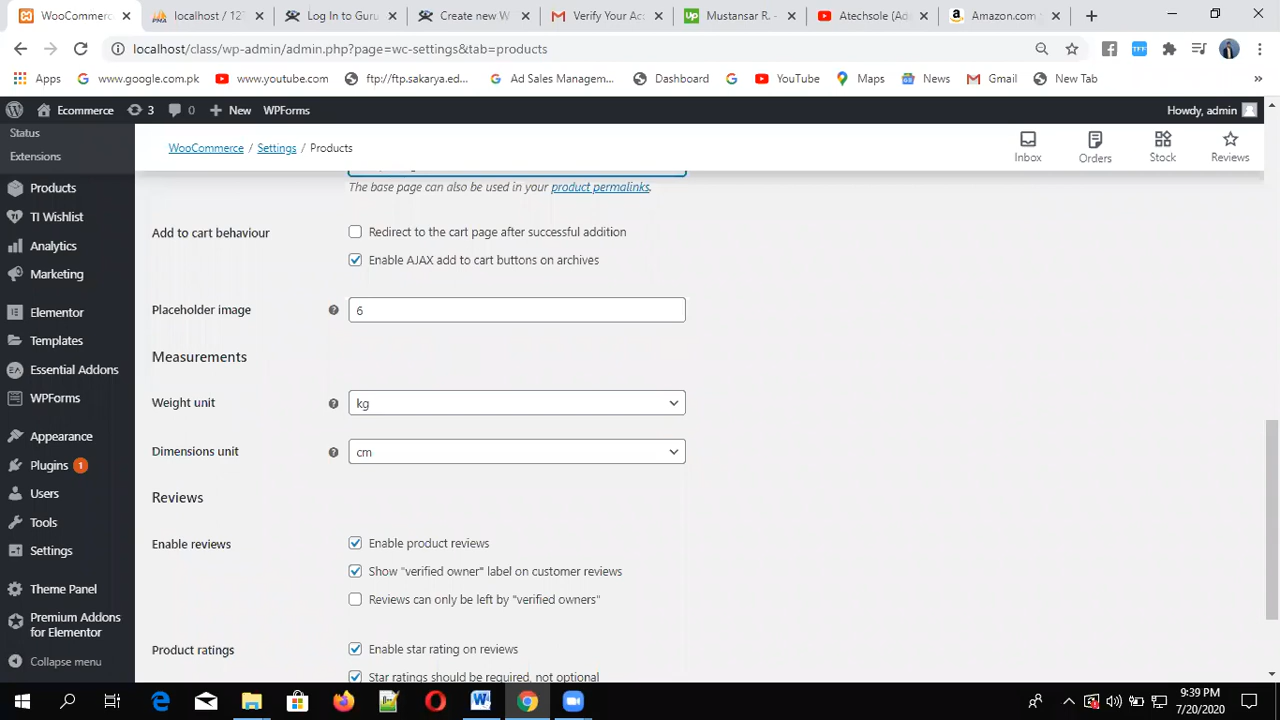 WooCommerc
localhost / 12
Log In to Guru
Create new W
Verify Your Acc
Mustansar R. -
Atechsole (Ad
Amazon.com
localhost/class/wp-admin/admin.php?page=wc-settings&tab=products
Apps
www.google.com.pk
www.youtube.com
ftp://ftp.sakarya.ed...
Ad Sales Managem...
Dashboard
YouTube
Maps
News
Gmail
New Tab
Ecommerce
3
0
New
WPForms
Howdy, admin
Status
Extensions
Products
TI Wishlist
Analytics
Marketing
Elementor
Templates
Essential Addons
WPForms
Appearance
Plugins 1
Users
Tools
Settings
Theme Panel
Premium Addons
for Elementor
Collapse menu
WooCommerce / Settings / Products
Inbox
Orders
Stock
Reviews
The base page can also be used in your product permalinks.
Add to cart behaviour
Redirect to the cart page after successful addition
Enable AJAX add to cart buttons on archives
Placeholder image
6
Measurements
Weight unit
kg
Dimensions unit
cm
Reviews
Enable reviews
Enable product reviews
Show "verified owner" label on customer reviews
Reviews can only be left by "verified owners"
Product ratings
Enable star rating on reviews
Star ratings should be required, not optional
9:39 PM
7/20/2020